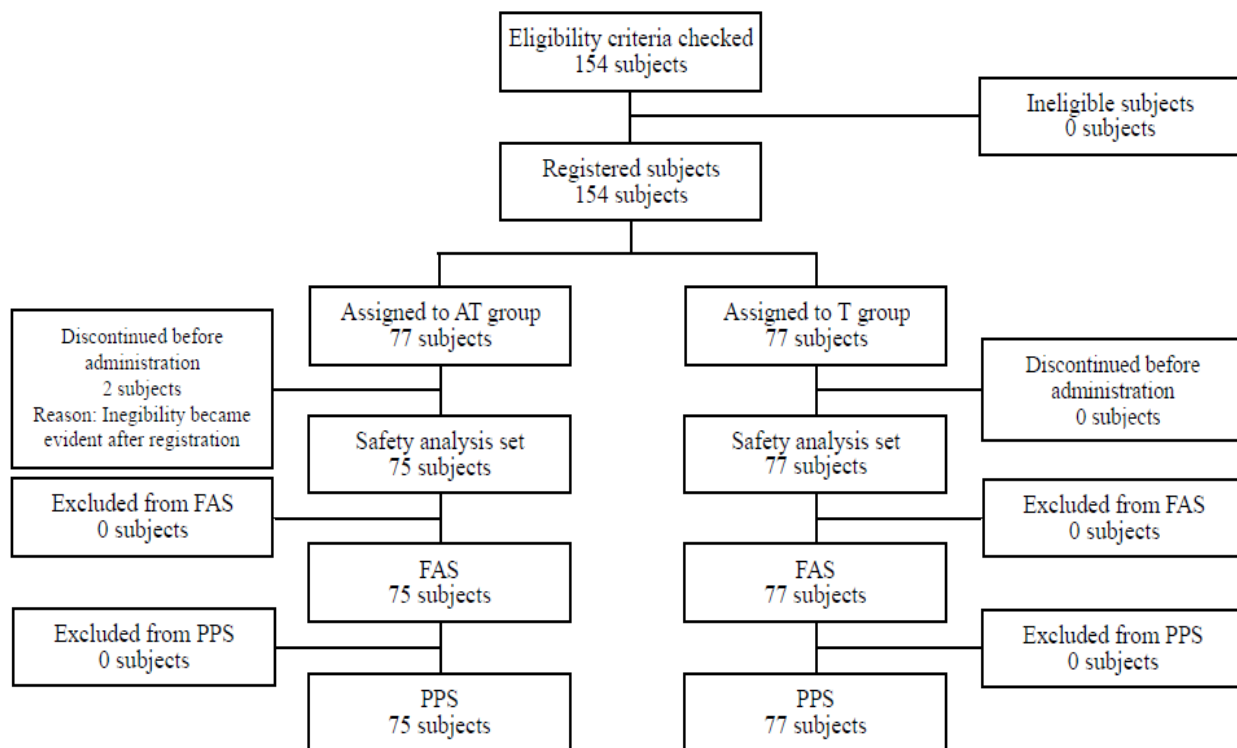 Eligibility criteria checked
154 subjects
Ineligible subjects
0 subjects
Registered subjects
154 subjects
Assigned to AT group
77 subjects
Assigned to T group
77 subjects
Discontinued before
administration
2 subjects
Reason: Inegibility became
evident after registration
Discontinued before
administration
0 subjects
Safety analysis set
75 subjects
Safety analysis set
77 subjects
Excluded from FAS
0 subjects
Excluded from FAS
0 subjects
FAS
75 subjects
FAS
77 subjects
Excluded from PPS
0 subjects
Excluded from PPS
0 subjects
PPS
75 subjects
PPS
77 subjects